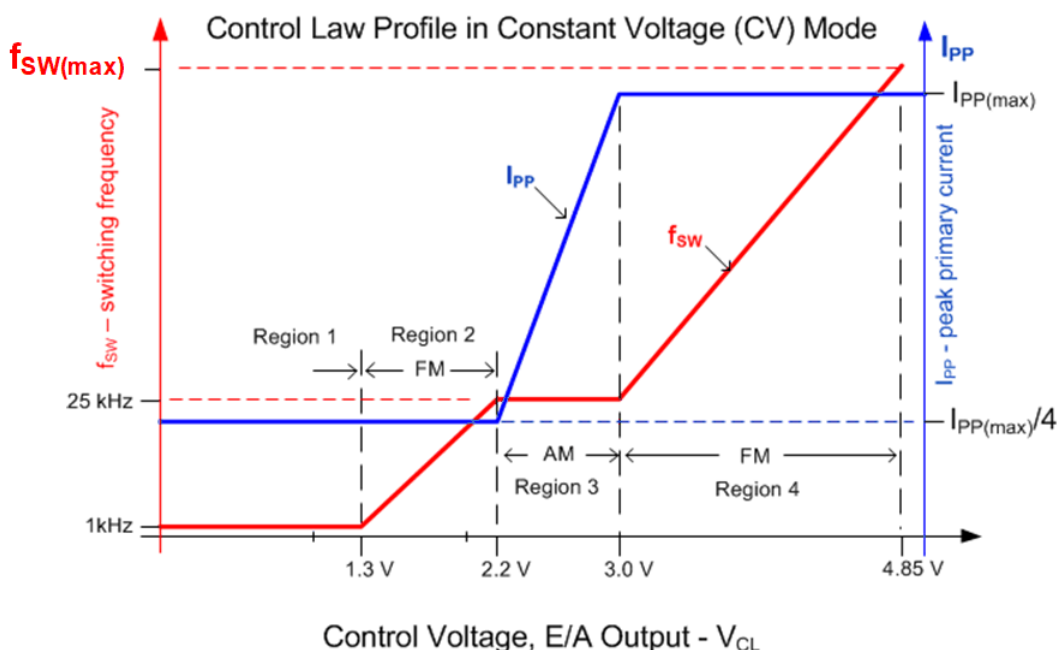 Control Law Profile in Constant Voltage (CV) Mode
fSW(max)
IPP
IPP(max)
fSW – switching frequency
IPP - peak primary current
IPP
fSW
Region 1
Region 2
FM
25 kHz
IPP(max)/4
AM
FM
Region 3
Region 4
1kHz
1.3 V
2.2 V
3.0 V
4.85 V
Control Voltage, E/A Output - VCL